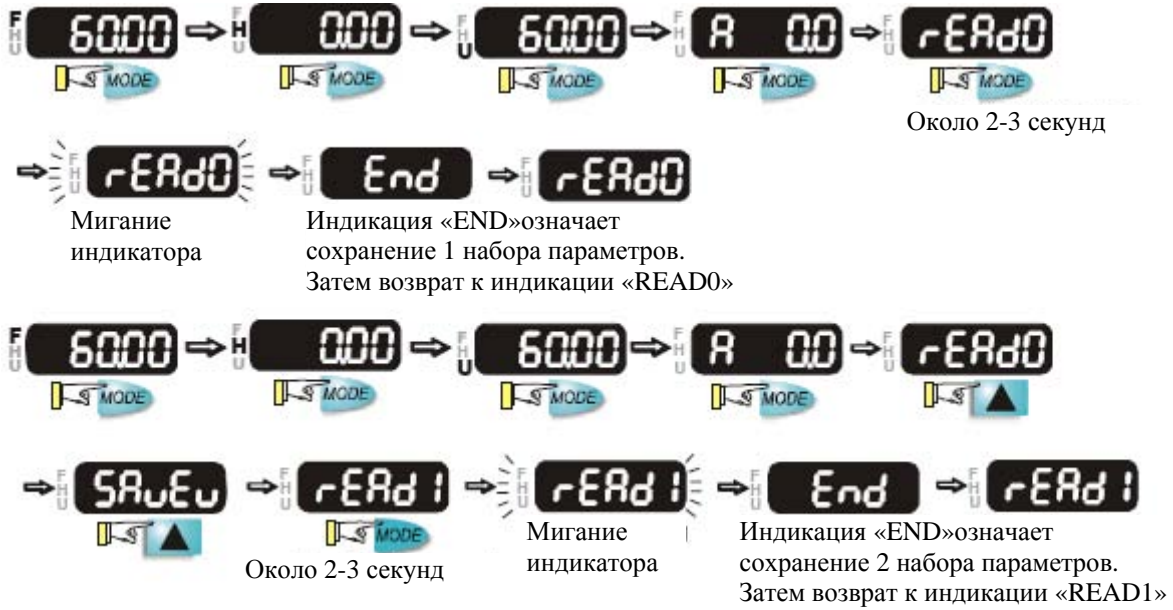 F H U 60.00 ⇒ F H U 0.00 ⇒ F H U 60.00 ⇒ F H U A 0.0 ⇒ F H U rEAd0
MODE MODE MODE MODE MODE
Около 2-3 секунд
⇒ F H U rEAd0 ⇒ F H U End ⇒ F H U rEAd0
Мигание
индикатора
Индикация «END»означает
сохранение 1 набора параметров.
Затем возврат к индикации «READ0»
F H U 60.00 ⇒ F H U 0.00 ⇒ F H U 60.00 ⇒ F H U A 0.0 ⇒ F H U rEAd0
MODE MODE MODE MODE ▲
⇒ F H U SAvEv ⇒ F H U rEAd1 ⇒ F H U rEAd1 ⇒ F H U End ⇒ F H U rEAd1
▲ MODE
Около 2-3 секунд
Мигание
индикатора
Индикация «END»означает
сохранение 2 набора параметров.
Затем возврат к индикации «READ1»